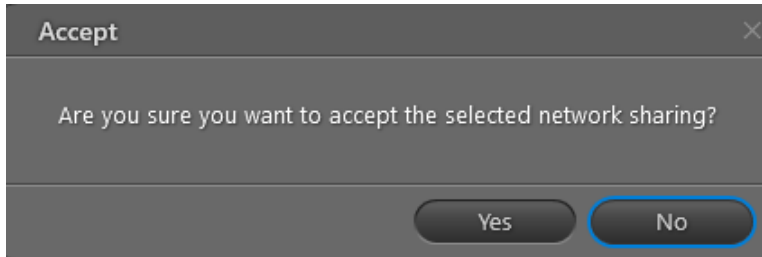 Accept
Are you sure you want to accept the selected network sharing?
Yes No